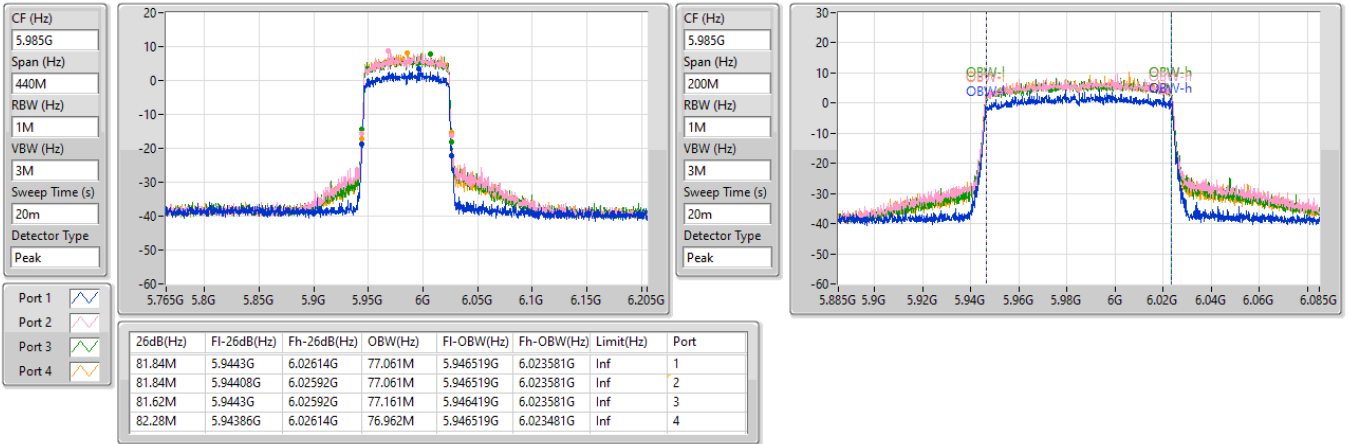 CF (Hz)
5.985G
Span (Hz)
440M
RBW (Hz)
1M
VBW (Hz)
3M
Sweep Time (s)
20m
Detector Type
Peak
20
10
0
-10
-20
-30
-40
-50
-60
5.765G 5.8G 5.85G 5.9G 5.95G 6G 6.05G 6.1G 6.15G 6.205G
CF (Hz)
5.985G
Span (Hz)
200M
RBW (Hz)
1M
VBW (Hz)
3M
Sweep Time (s)
20m
Detector Type
Peak
30
20
10
0
-10
-20
-30
-40
-50
-60
OBW-l OBW-h
OBW-l OBW-h
5.885G 5.9G 5.92G 5.94G 5.96G 5.98G 6G 6.02G 6.04G 6.06G 6.085G
Port 1
Port 2
Port 3
Port 4
26dB(Hz) Fl-26dB(Hz) Fh-26dB(Hz) OBW(Hz) Fl-OBW(Hz) Fh-OBW(Hz) Limit(Hz) Port
81.84M 5.9443G 6.02614G 77.061M 5.946519G 6.023581G Inf 1
81.84M 5.94408G 6.02592G 77.061M 5.946519G 6.023581G Inf 2
81.62M 5.9443G 6.02592G 77.161M 5.946419G 6.023581G Inf 3
82.28M 5.94386G 6.02614G 76.962M 5.946519G 6.023481G Inf 4